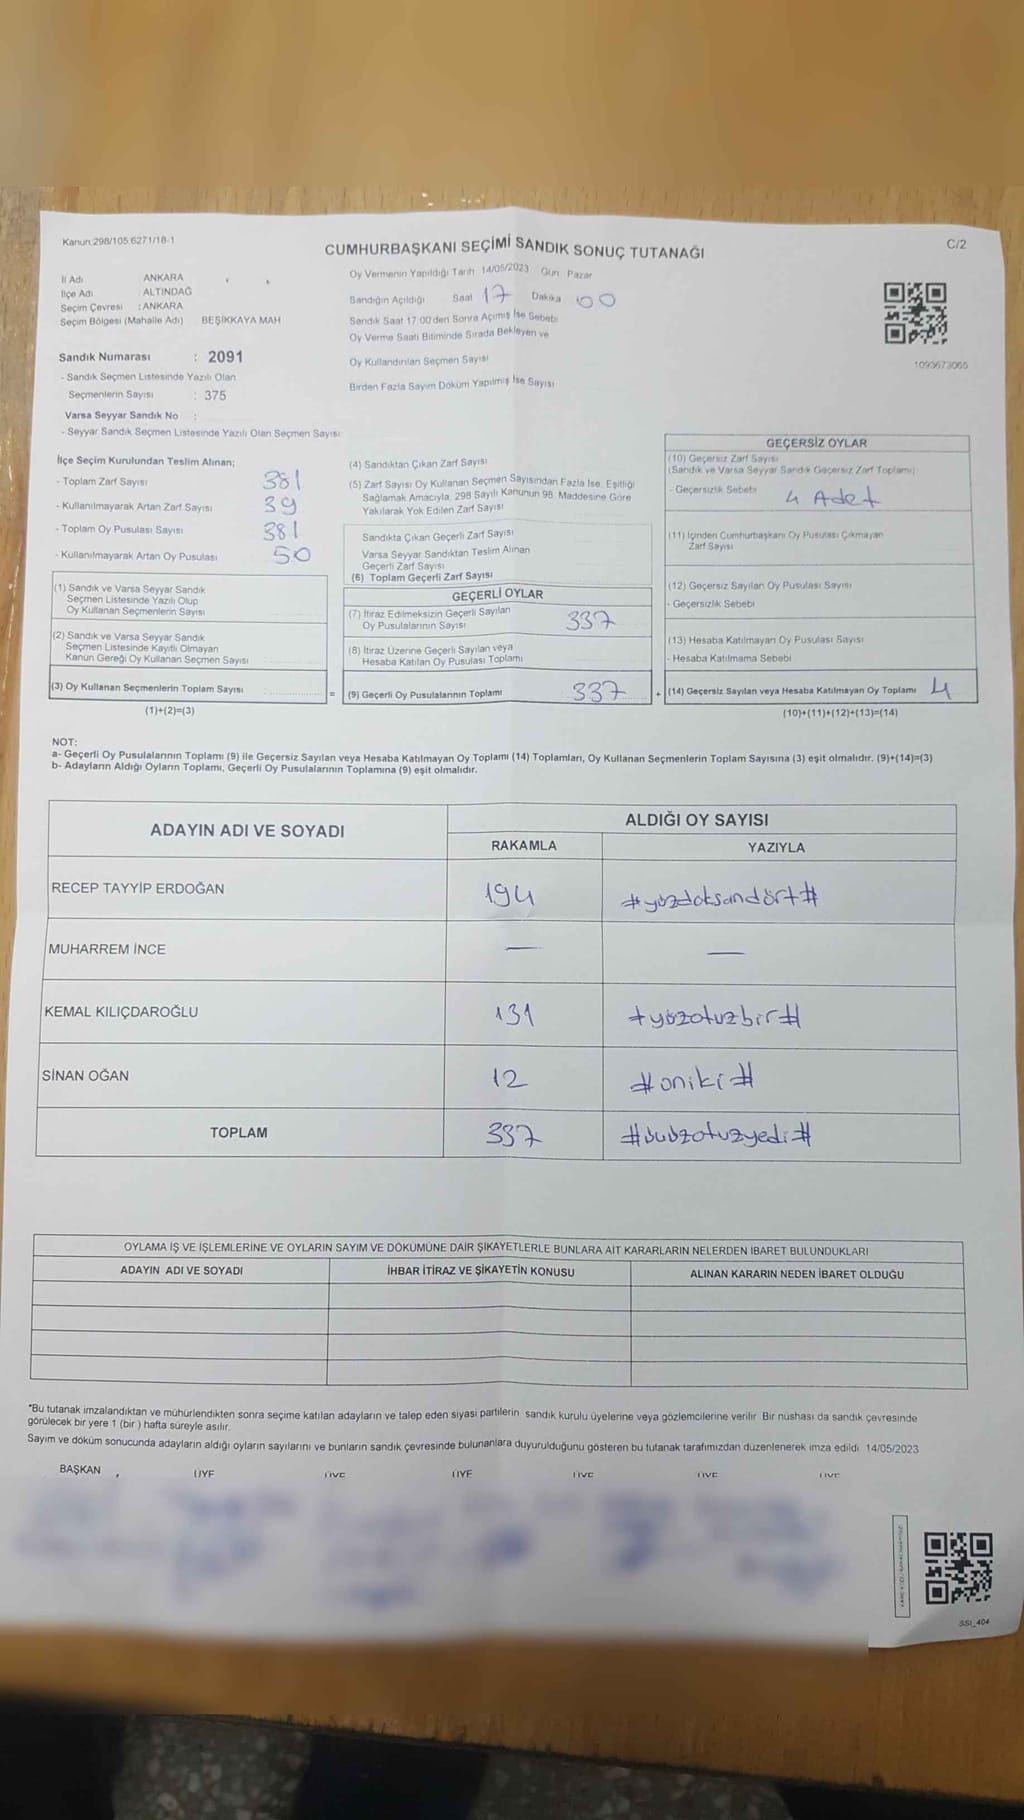 Kanun:298/105.6271/18-1
CUMHURBAŞKANI SEÇİMİ SANDIK SONUÇ TUTANAĞI
C/2
İl Adı ANKARA
İlçe Adı ALTINDAĞ
Seçim Çevresi : ANKARA
Seçim Bölgesi (Mahalle Adı) BEŞİKKAYA MAH
Sandık Numarası : 2091
- Sandık Seçmen Listesinde Yazılı Olan
Seçmenlerin Sayısı : 375
Varsa Seyyar Sandık No :
- Seyyar Sandık Seçmen Listesinde Yazılı Olan Seçmen Sayısı:
Oy Vermenin Yapıldığı Tarih 14/05/2023 Gün Pazar
Sandığın Açıldığı Saat 17 Dakika 00
Sandık Saat 17:00'den Sonra Açılmış İse Sebebi
Oy Verme Saati Bitiminde Sırada Bekleyen ve
Oy Kullandırılan Seçmen Sayısı
Birden Fazla Sayım Döküm Yapılmış İse Sayısı
1093673065
İlçe Seçim Kurulundan Teslim Alınan;
- Toplam Zarf Sayısı 381
- Kullanılmayarak Artan Zarf Sayısı 39
- Toplam Oy Pusulası Sayısı 381
- Kullanılmayarak Artan Oy Pusulası 50
(1) Sandık ve Varsa Seyyar Sandık
Seçmen Listesinde Yazılı Olup
Oy Kullanan Seçmenlerin Sayısı
(2) Sandık ve Varsa Seyyar Sandık
Seçmen Listesinde Kayıtlı Olmayan
Kanun Gereği Oy Kullanan Seçmen Sayısı
(3) Oy Kullanan Seçmenlerin Toplam Sayısı =
(1)+(2)=(3)
(4) Sandıktan Çıkan Zarf Sayısı
(5) Zarf Sayısı Oy Kullanan Seçmen Sayısından Fazla İse, Eşitliği
Sağlamak Amacıyla, 298 Sayılı Kanunun 98. Maddesine Göre
Yakılarak Yok Edilen Zarf Sayısı
Sandıkta Çıkan Geçerli Zarf Sayısı
Varsa Seyyar Sandıktan Teslim Alınan
Geçerli Zarf Sayısı
(6) Toplam Geçerli Zarf Sayısı
GEÇERLİ OYLAR
(7) İtiraz Edilmeksizin Geçerli Sayılan
Oy Pusulalarının Sayısı 337
(8) İtiraz Üzerine Geçerli Sayılan veya
Hesaba Katılan Oy Pusulası Toplamı
(9) Geçerli Oy Pusulalarının Toplamı 337 +
GEÇERSİZ OYLAR
(10) Geçersiz Zarf Sayısı
(Sandık ve Varsa Seyyar Sandık Geçersiz Zarf Toplamı)
- Geçersizlik Sebebi 4 Adet
(11) İçinden Cumhurbaşkanı Oy Pusulası Çıkmayan
Zarf Sayısı
(12) Geçersiz Sayılan Oy Pusulası Sayısı
- Geçersizlik Sebebi
(13) Hesaba Katılmayan Oy Pusulası Sayısı
- Hesaba Katılmama Sebebi
(14) Geçersiz Sayılan veya Hesaba Katılmayan Oy Toplamı 4
(10)+(11)+(12)+(13)=(14)
NOT:
a- Geçerli Oy Pusulalarının Toplamı (9) ile Geçersiz Sayılan veya Hesaba Katılmayan Oy Toplamı (14) Toplamları, Oy Kullanan Seçmenlerin Toplam Sayısına (3) eşit olmalıdır. (9)+(14)=(3)
b- Adayların Aldığı Oyların Toplamı, Geçerli Oy Pusulalarının Toplamına (9) eşit olmalıdır.
ADAYIN ADI VE SOYADI ALDIĞI OY SAYISI
RAKAMLA YAZIYLA
RECEP TAYYİP ERDOĞAN 194 #yüzdoksandört#
MUHARREM İNCE — —
KEMAL KILIÇDAROĞLU 131 #yüzotuzbir#
SİNAN OĞAN 12 #oniki#
TOPLAM 337 #üçyüzotuzyedi#
OYLAMA İŞ VE İŞLEMLERİNE VE OYLARIN SAYIM VE DÖKÜMÜNE DAİR ŞİKAYETLERLE BUNLARA AİT KARARLARIN NELERDEN İBARET BULUNDUKLARI
ADAYIN ADI VE SOYADI İHBAR İTİRAZ VE ŞİKAYETİN KONUSU ALINAN KARARIN NEDEN İBARET OLDUĞU
*Bu tutanak imzalandıktan ve mühürlendikten sonra seçime katılan adayların ve talep eden siyasi partilerin sandık kurulu üyelerine veya gözlemcilerine verilir. Bir nüshası da sandık çevresinde
görülecek bir yere 1 (bir) hafta süreyle asılır.
Sayım ve döküm sonucunda adayların aldığı oyların sayılarını ve bunların sandık çevresinde bulunanlara duyurulduğunu gösteren bu tutanak tarafımızdan düzenlenerek imza edildi. 14/05/2023
BAŞKAN ÜYE ÜYE ÜYE ÜYE ÜYE ÜYE
SSI_404